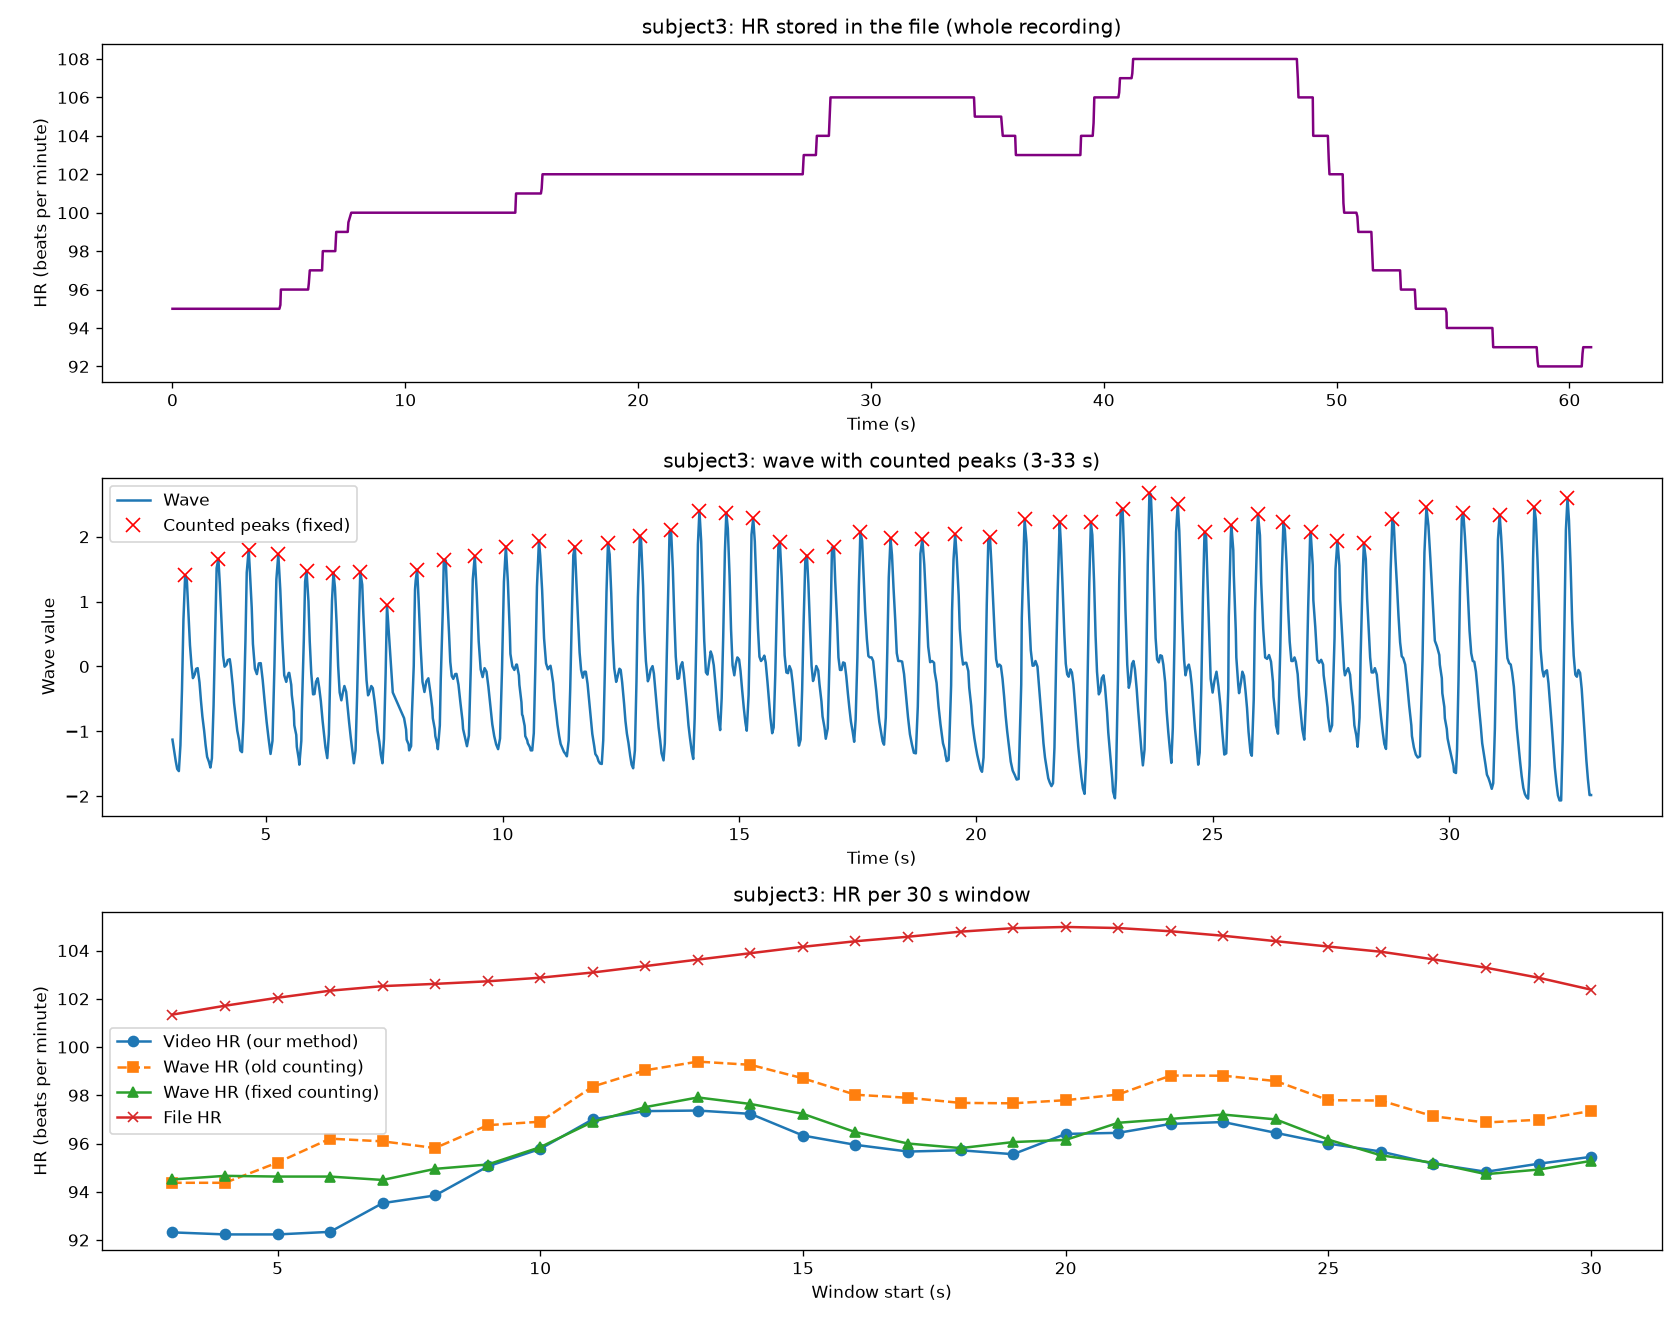 subject3: HR stored in the file (whole recording)
HR (beats per minute)
108
106
104
102
100
98
96
94
92
0 10 20 30 40 50 60
Time (s)
subject3: wave with counted peaks (3-33 s)
Wave
Counted peaks (fixed)
Wave value
2
1
0
−1
−2
5 10 15 20 25 30
Time (s)
subject3: HR per 30 s window
HR (beats per minute)
104
102
100
98
96
94
92
Video HR (our method)
Wave HR (old counting)
Wave HR (fixed counting)
File HR
5 10 15 20 25 30
Window start (s)